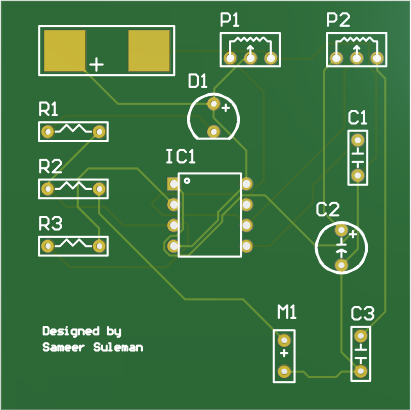 P1
P2
D1
R1
C1
IC1
R2
C2
R3
M1
C3
Designed by
Sameer Suleman